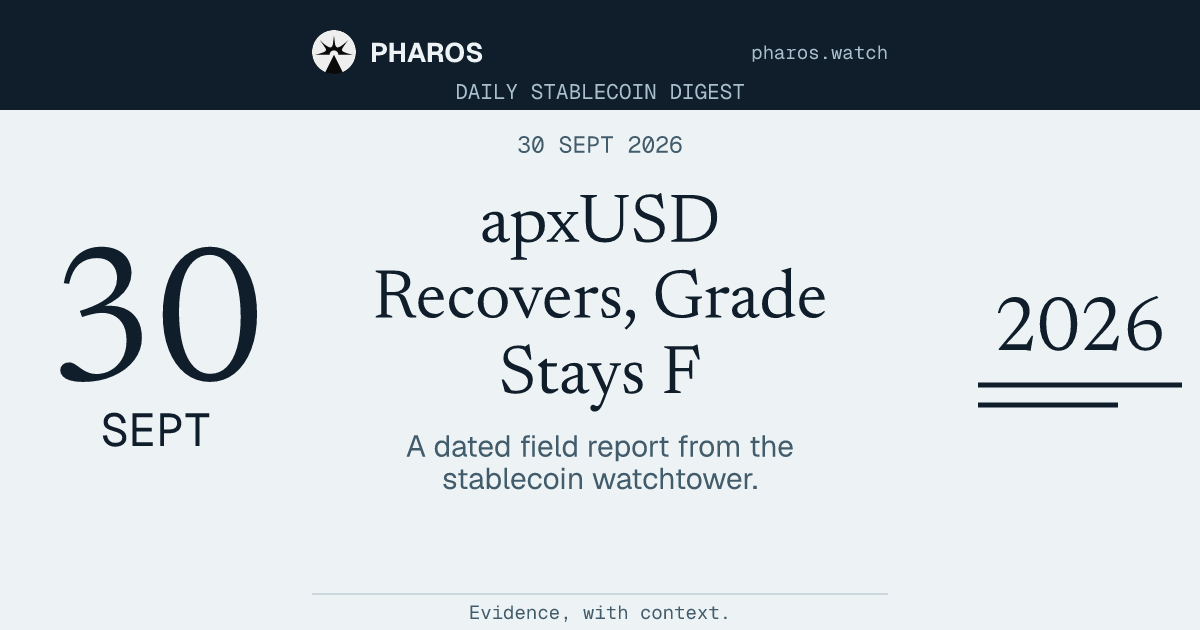 PHAROS
pharos.watch
DAILY STABLECOIN DIGEST
30 SEPT 2026
30
SEPT
apxUSD
Recovers, Grade
Stays F
2026
A dated field report from the
stablecoin watchtower.
Evidence, with context.